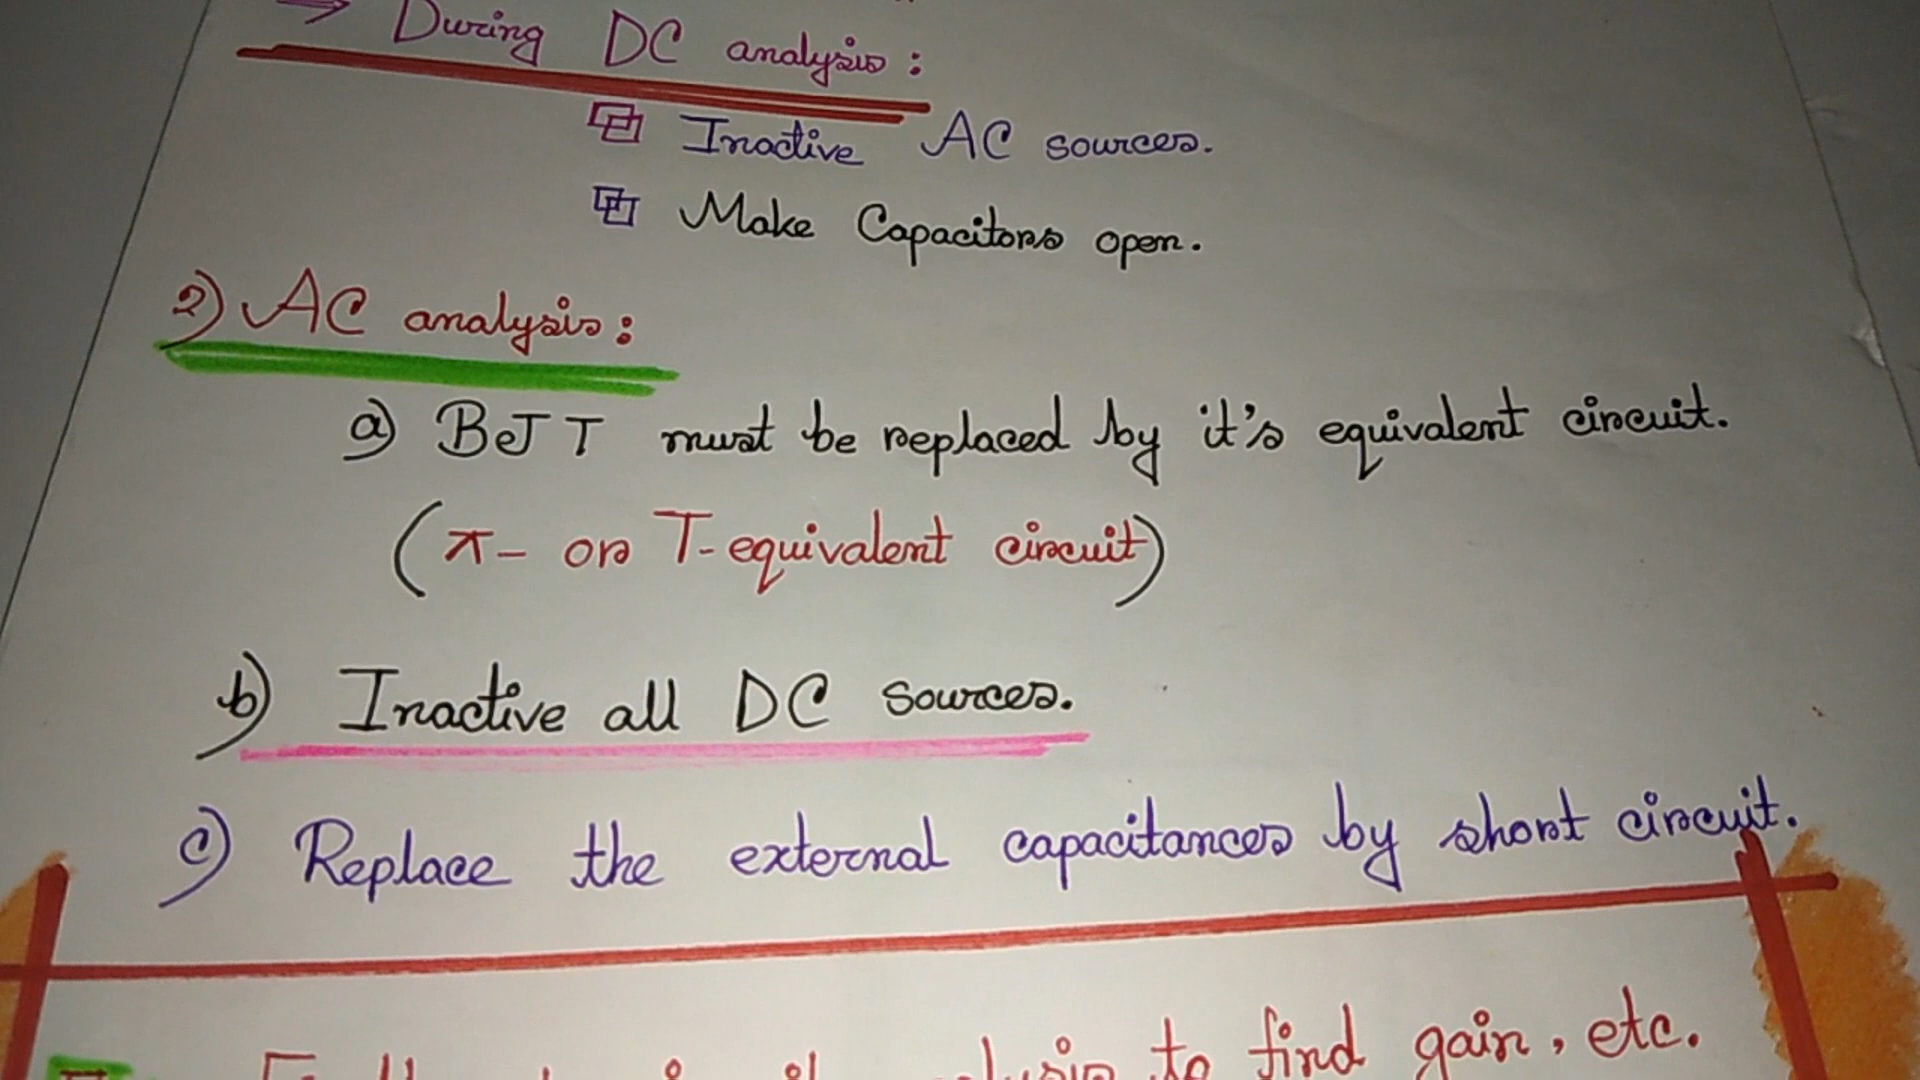 → During DC analysis:
Inactive AC sources.
Make Capacitors open.
2) AC analysis:
a) BJT must be replaced by it's equivalent circuit.
(π- or T-equivalent circuit)
b) Inactive all DC sources.
c) Replace the external capacitances by short circuit.
to find gain, etc.